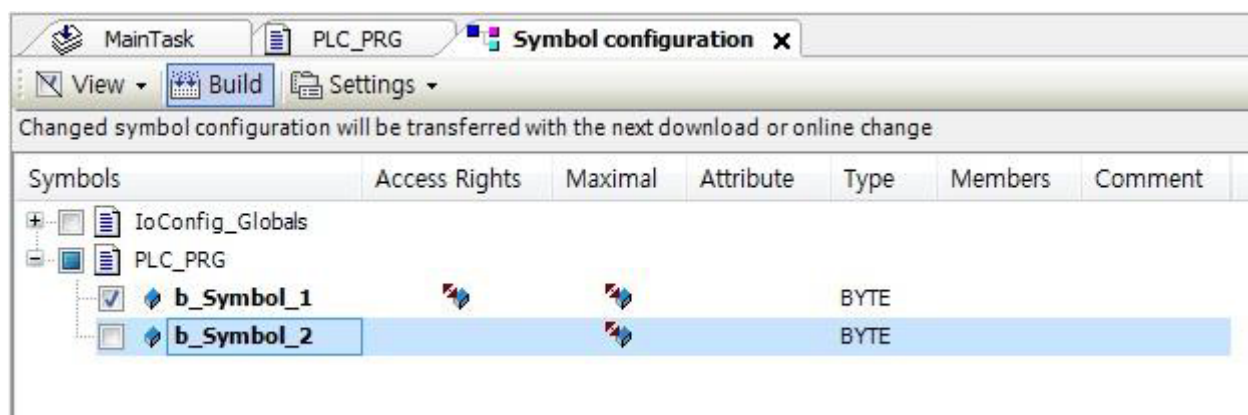 MainTask PLC_PRG Symbol configuration x
View Build Settings
Changed symbol configuration will be transferred with the next download or online change
Symbols Access Rights Maximal Attribute Type Members Comment
IoConfig_Globals
PLC_PRG
b_Symbol_1 BYTE
b_Symbol_2 BYTE